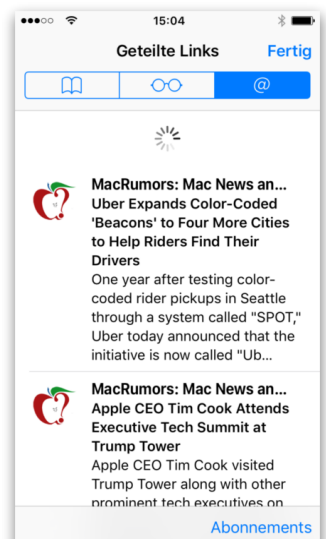 15:04
Geteilte Links
Fertig
@
MacRumors: Mac News an...
Uber Expands Color-Coded
'Beacons' to Four More Cities
to Help Riders Find Their
Drivers
One year after testing color-
coded rider pickups in Seattle
through a system called "SPOT,"
Uber today announced that the
initiative is now called "Ub...
MacRumors: Mac News an...
Apple CEO Tim Cook Attends
Executive Tech Summit at
Trump Tower
Apple CEO Tim Cook visited
Trump Tower along with other
prominent tech executives on
Abonnements